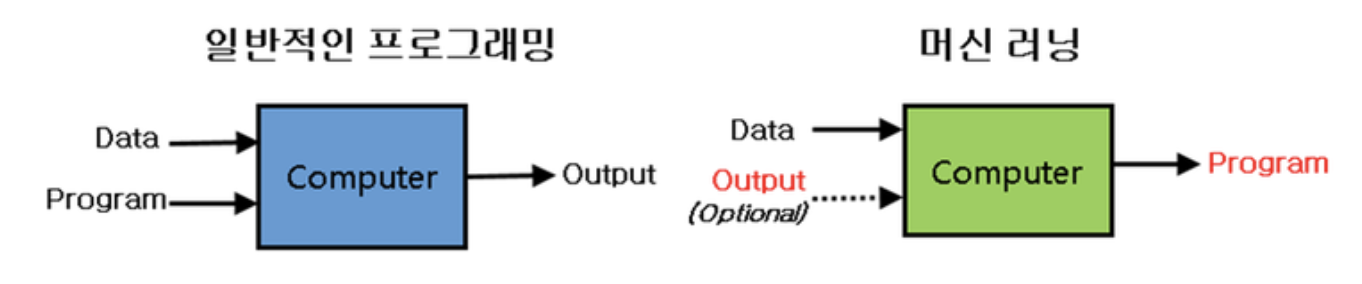 일반적인 프로그래밍
Data
Program
Computer
Output
머신 러닝
Data
Output
(Optional)
Computer
Program